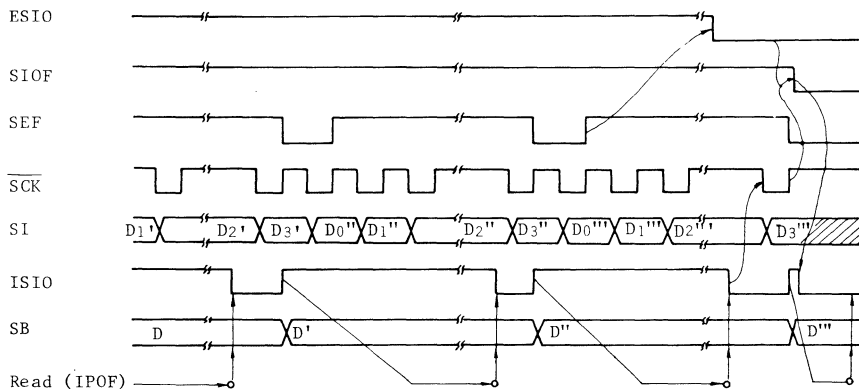 ESIO
SIOF
SEF
SCK
SI D1' D2' D3' D0" D1" D2" D3" D0"' D1"' D2"' D3"'
ISIO
SB D D' D" D"'
Read (IPOF)